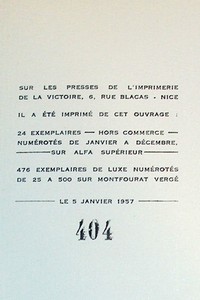 SUR LES PRESSES DE L'IMPRIMERIE
DE LA VICTOIRE, 6, RUE BLACAS - NICE
IL A ÉTÉ IMPRIMÉ DE CET OUVRAGE :
24 EXEMPLAIRES — HORS COMMERCE —
NUMÉROTÉS DE JANVIER A DÉCEMBRE,
— SUR ALFA SUPÉRIEUR —
476 EXEMPLAIRES DE LUXE NUMÉROTÉS
DE 25 A 500 SUR MONTFOURAT VERGÉ
— LE 5 JANVIER 1957 —
404